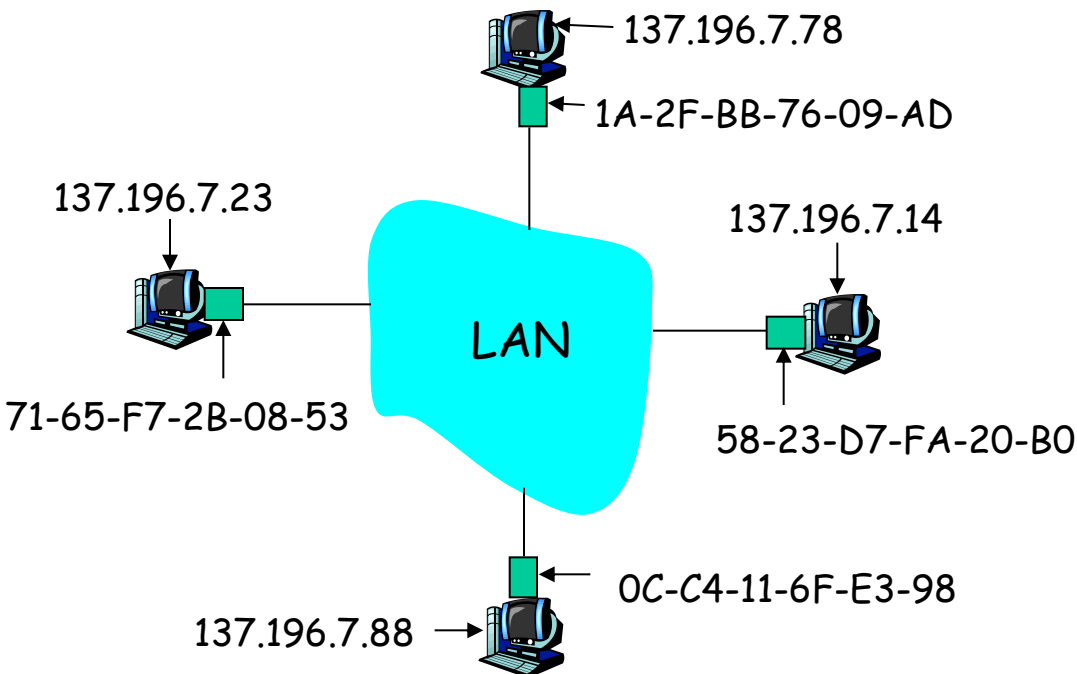 137.196.7.78
1A-2F-BB-76-09-AD
137.196.7.23
137.196.7.14
LAN
71-65-F7-2B-08-53
58-23-D7-FA-20-B0
0C-C4-11-6F-E3-98
137.196.7.88